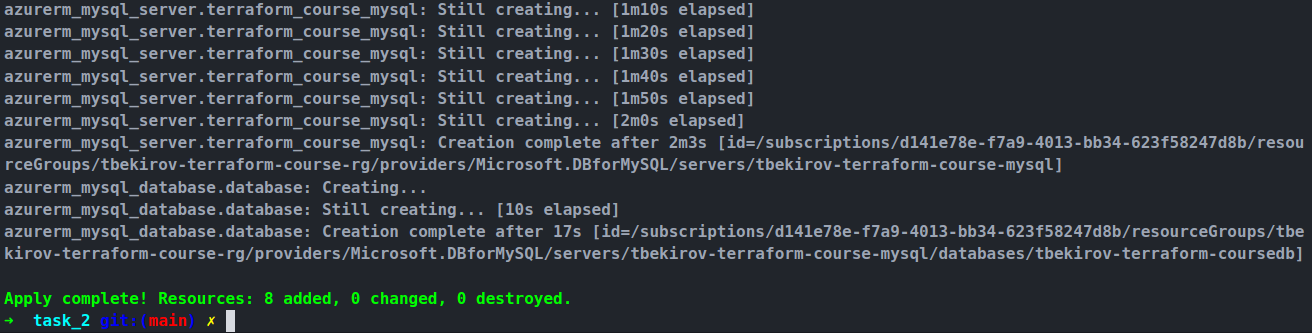 azurerm_mysql_server.terraform_course_mysql: Still creating... [1m10s elapsed]
azurerm_mysql_server.terraform_course_mysql: Still creating... [1m20s elapsed]
azurerm_mysql_server.terraform_course_mysql: Still creating... [1m30s elapsed]
azurerm_mysql_server.terraform_course_mysql: Still creating... [1m40s elapsed]
azurerm_mysql_server.terraform_course_mysql: Still creating... [1m50s elapsed]
azurerm_mysql_server.terraform_course_mysql: Still creating... [2m0s elapsed]
azurerm_mysql_server.terraform_course_mysql: Creation complete after 2m3s [id=/subscriptions/d141e78e-f7a9-4013-bb34-623f58247d8b/resou
rceGroups/tbekirov-terraform-course-rg/providers/Microsoft.DBforMySQL/servers/tbekirov-terraform-course-mysql]
azurerm_mysql_database.database: Creating...
azurerm_mysql_database.database: Still creating... [10s elapsed]
azurerm_mysql_database.database: Creation complete after 17s [id=/subscriptions/d141e78e-f7a9-4013-bb34-623f58247d8b/resourceGroups/tbe
kirov-terraform-course-rg/providers/Microsoft.DBforMySQL/servers/tbekirov-terraform-course-mysql/databases/tbekirov-terraform-coursedb]
Apply complete! Resources: 8 added, 0 changed, 0 destroyed.
➜  task_2 git:(main) ✗